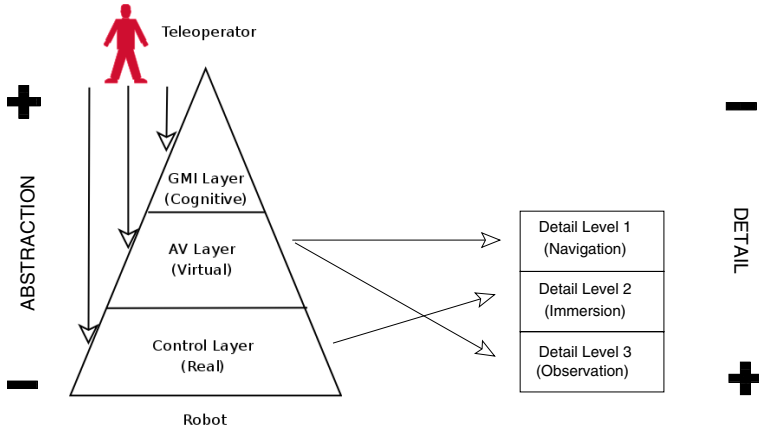 Teleoperator
+
−
ABSTRACTION
GMI Layer
(Cognitive)
AV Layer
(Virtual)
Control Layer
(Real)
Detail Level 1
(Navigation)
Detail Level 2
(Immersion)
Detail Level 3
(Observation)
DETAIL
−
+
Robot